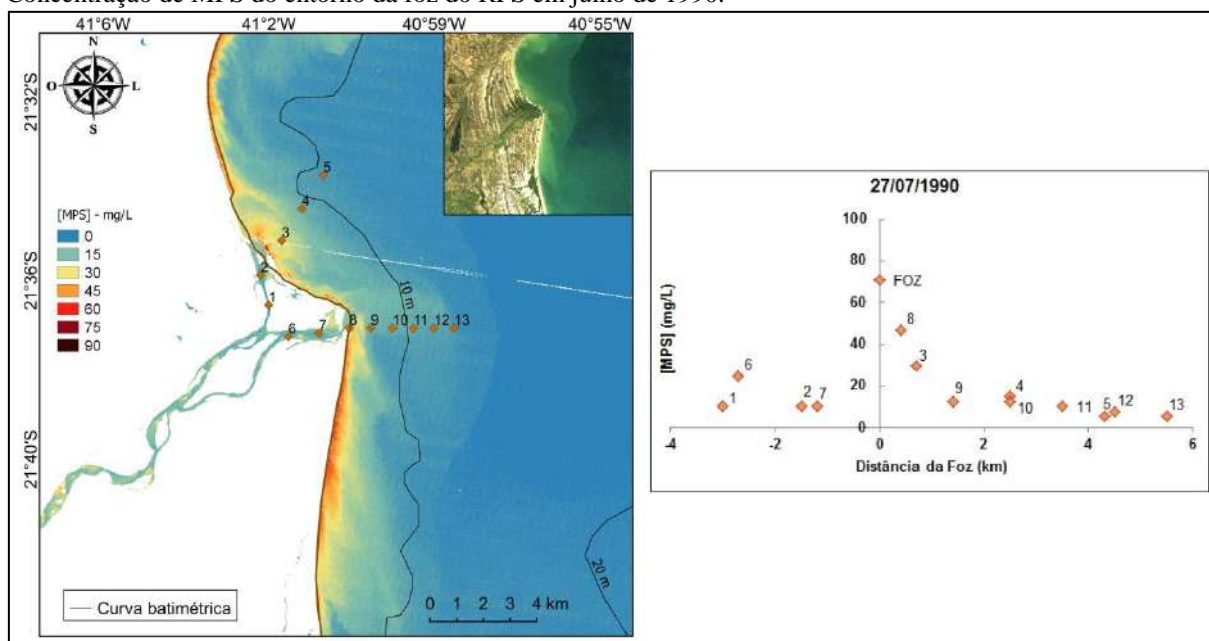 Concentração de MPS do entorno da foz do RPS em julho de 1990.
41°6'W 41°2'W 40°59'W 40°55'W
N
O L
S
21°32'S
21°36'S
21°40'S
[MPS] - mg/L
0
15
30
45
60
75
90
5
4
3
2
1
6 7 8 9 10 11 12 13
10 m
20 m
Curva batimétrica
0 1 2 3 4 km
27/07/1990
[MPS] (mg/L)
100
80
60
40
20
0
FOZ
8
3
6
1
2 7
9
4
10
11
5 12
13
-4 -2 0 2 4 6
Distância da Foz (km)